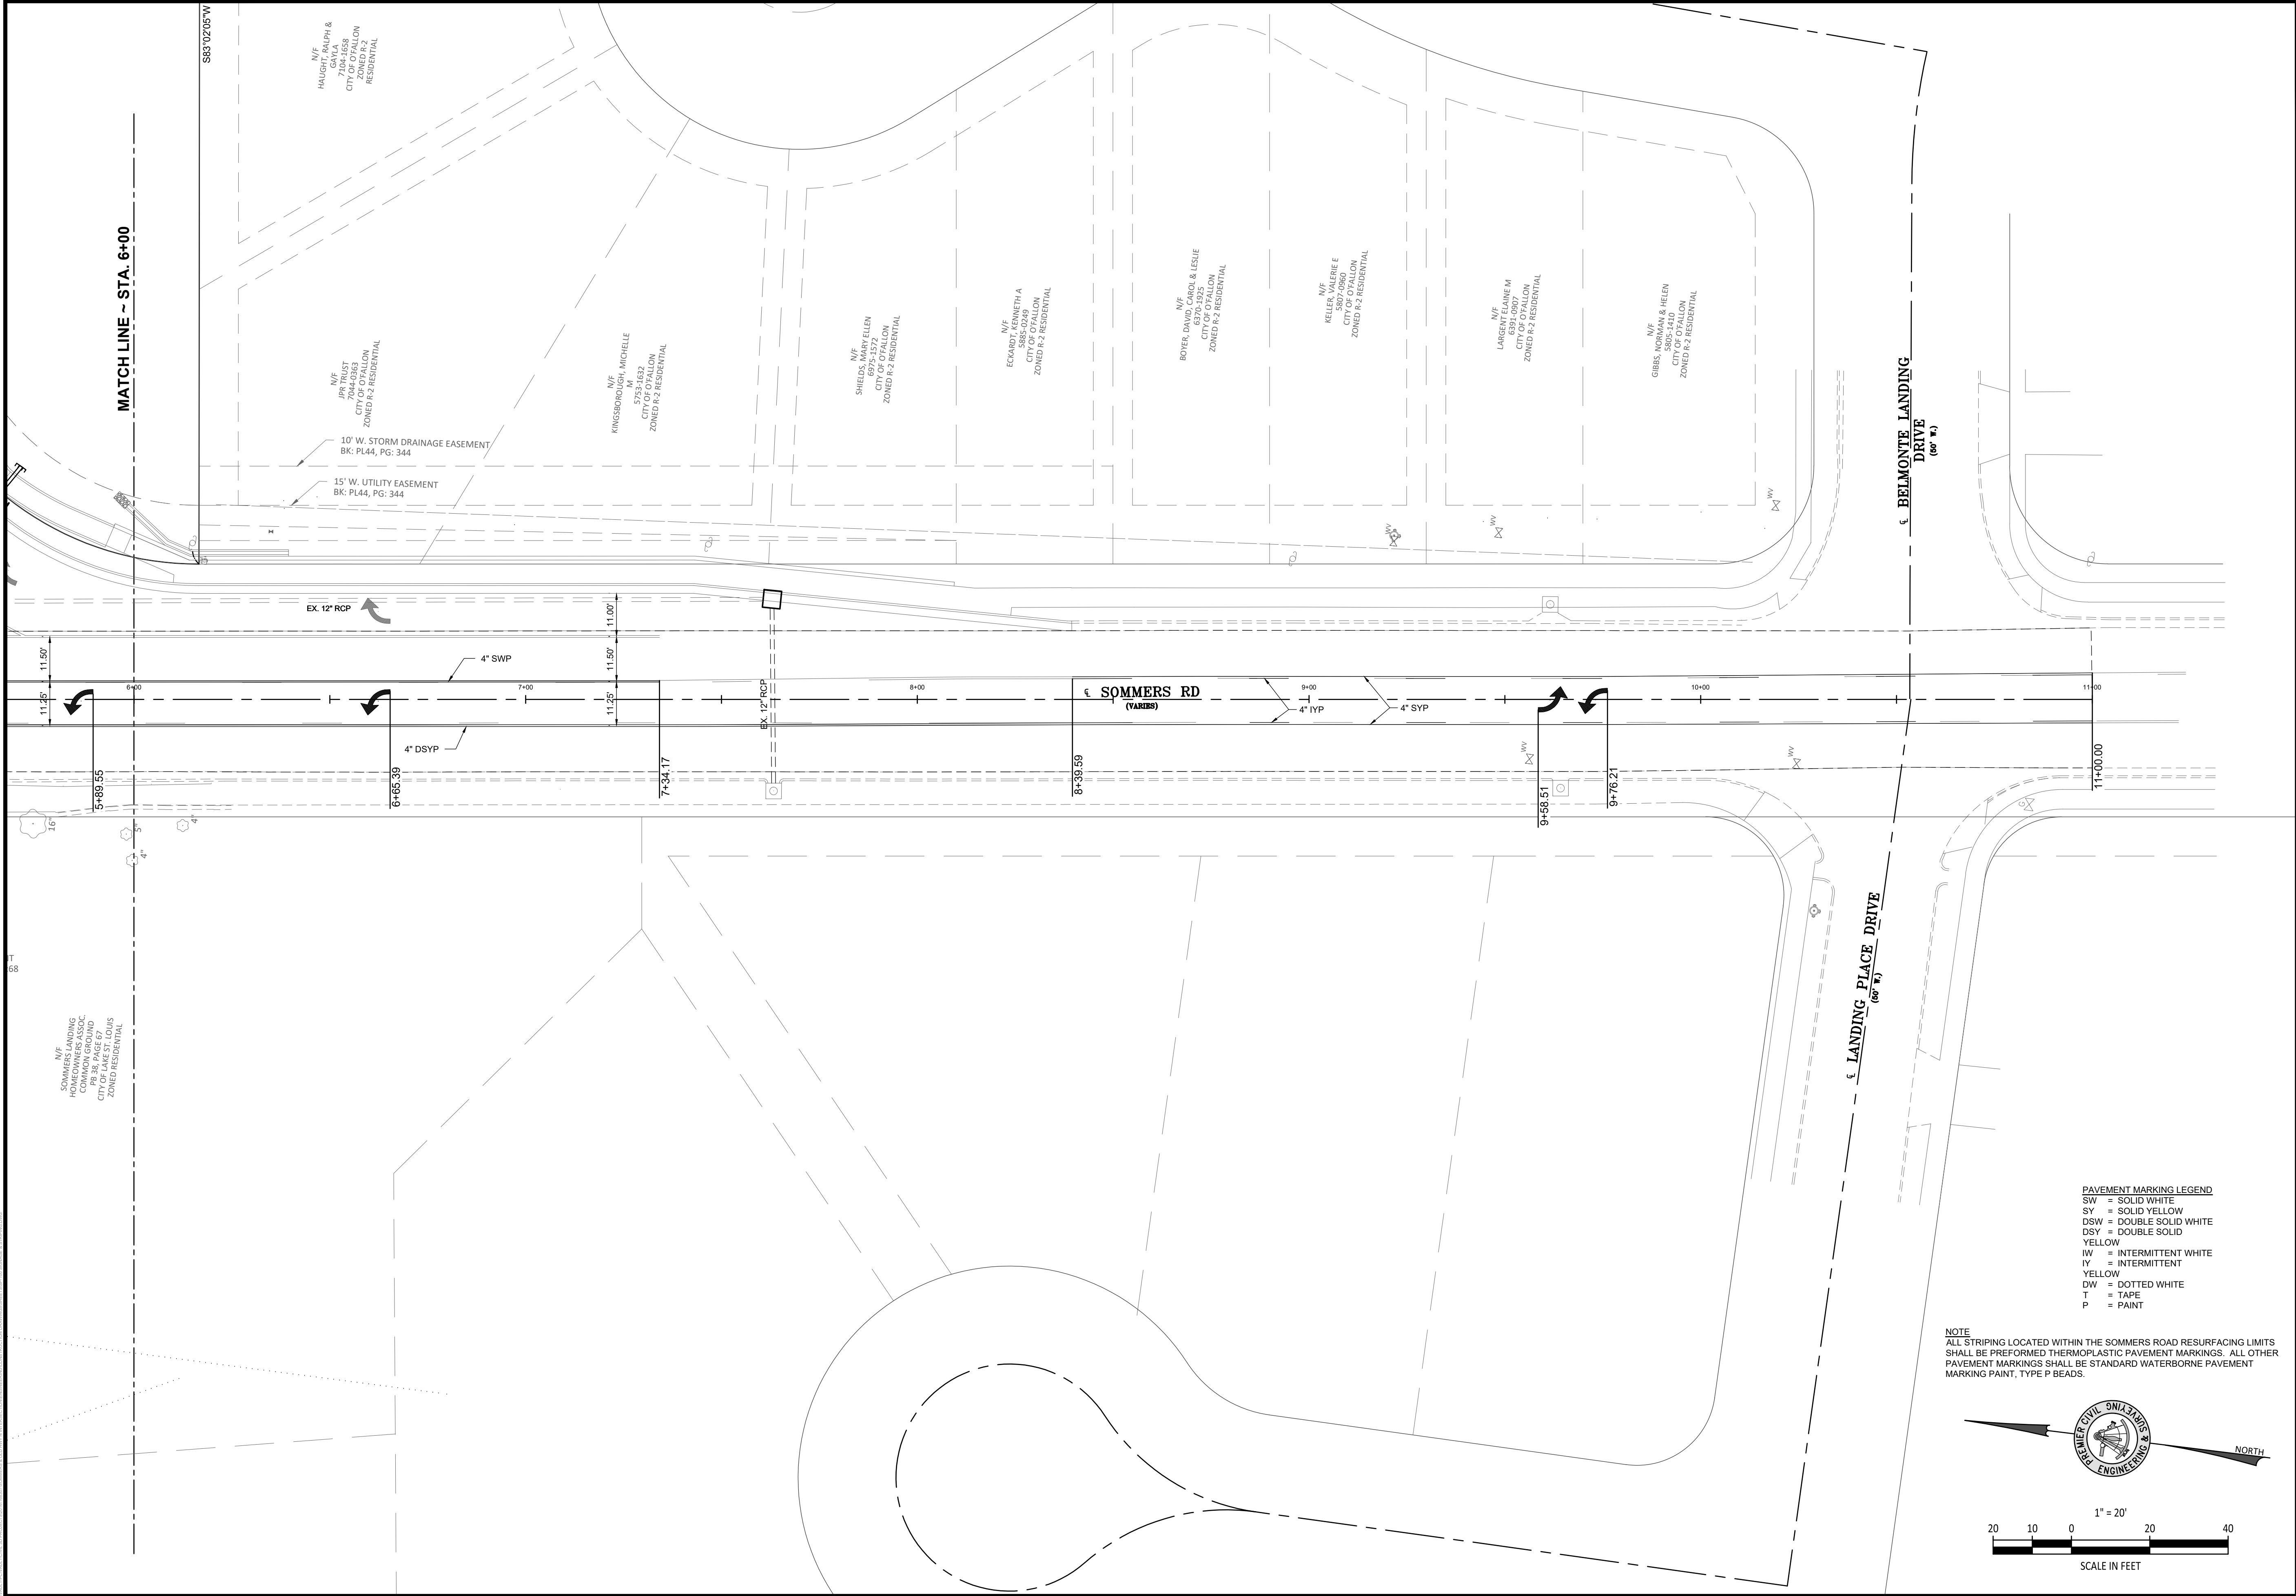 S83°02'05"W
N/F
HAUGHT, RALPH &
GAYLA
7104-1658
CITY OF O'FALLON
ZONED R-2
RESIDENTIAL
MATCH LINE ~ STA. 6+00
N/F
JPR TRUST
7044-0363
CITY OF O'FALLON
ZONED R-2 RESIDENTIAL
N/F
KINGSBOROUGH, MICHELLE
M
5753-1632
CITY OF O'FALLON
ZONED R-2 RESIDENTIAL
N/F
SHIELDS, MARY ELLEN
6975-1572
CITY OF O'FALLON
ZONED R-2 RESIDENTIAL
N/F
ECKARDT, KENNETH A
5885-0249
CITY OF O'FALLON
ZONED R-2 RESIDENTIAL
N/F
BOYER, DAVID, CAROL & LESLIE
6370-1925
CITY OF O'FALLON
ZONED R-2 RESIDENTIAL
N/F
KELLER, VALERIE E
5807-0960
CITY OF O'FALLON
ZONED R-2 RESIDENTIAL
N/F
LARGENT ELAINE M
6391-0907
CITY OF O'FALLON
ZONED R-2 RESIDENTIAL
N/F
GIBBS, NORMAN & HELEN
5805-1410
CITY OF O'FALLON
ZONED R-2 RESIDENTIAL
℄ BELMONTE LANDING
DRIVE
(50' W.)
10' W. STORM DRAINAGE EASEMENT
BK: PL44, PG: 344
15' W. UTILITY EASEMENT
BK: PL44, PG: 344
WV
WV
WV
EX. 12" RCP
11.00'
11.50'
11.50'
4" SWP
6+00
7+00
8+00
9+00
10+00
11+00
11.25'
11.25'
EX. 12" RCP
℄ SOMMERS RD
(VARIES)
4" IYP
4" SYP
4" DSYP
WV
WV
5+89.55
6+65.39
7+34.17
8+39.59
9+58.51
9+76.21
11+00.00
16"
5"
4"
4"
G
℄ LANDING PLACE DRIVE
(50' W.)
IT
68
N/F
SOMMERS LANDING
HOMEOWNERS ASSOC.
COMMON GROUND
PB 38, PAGE 67
CITY OF LAKE ST. LOUIS
ZONED RESIDENTIAL
PAVEMENT MARKING LEGEND
SW = SOLID WHITE
SY = SOLID YELLOW
DSW = DOUBLE SOLID WHITE
DSY = DOUBLE SOLID
YELLOW
IW = INTERMITTENT WHITE
IY = INTERMITTENT
YELLOW
DW = DOTTED WHITE
T = TAPE
P = PAINT
NOTE
ALL STRIPING LOCATED WITHIN THE SOMMERS ROAD RESURFACING LIMITS
SHALL BE PREFORMED THERMOPLASTIC PAVEMENT MARKINGS. ALL OTHER
PAVEMENT MARKINGS SHALL BE STANDARD WATERBORNE PAVEMENT
MARKING PAINT, TYPE P BEADS.
PREMIER CIVIL ENGINEERING & SURVEYING
NORTH
1" = 20'
20 10 0 20 40
SCALE IN FEET